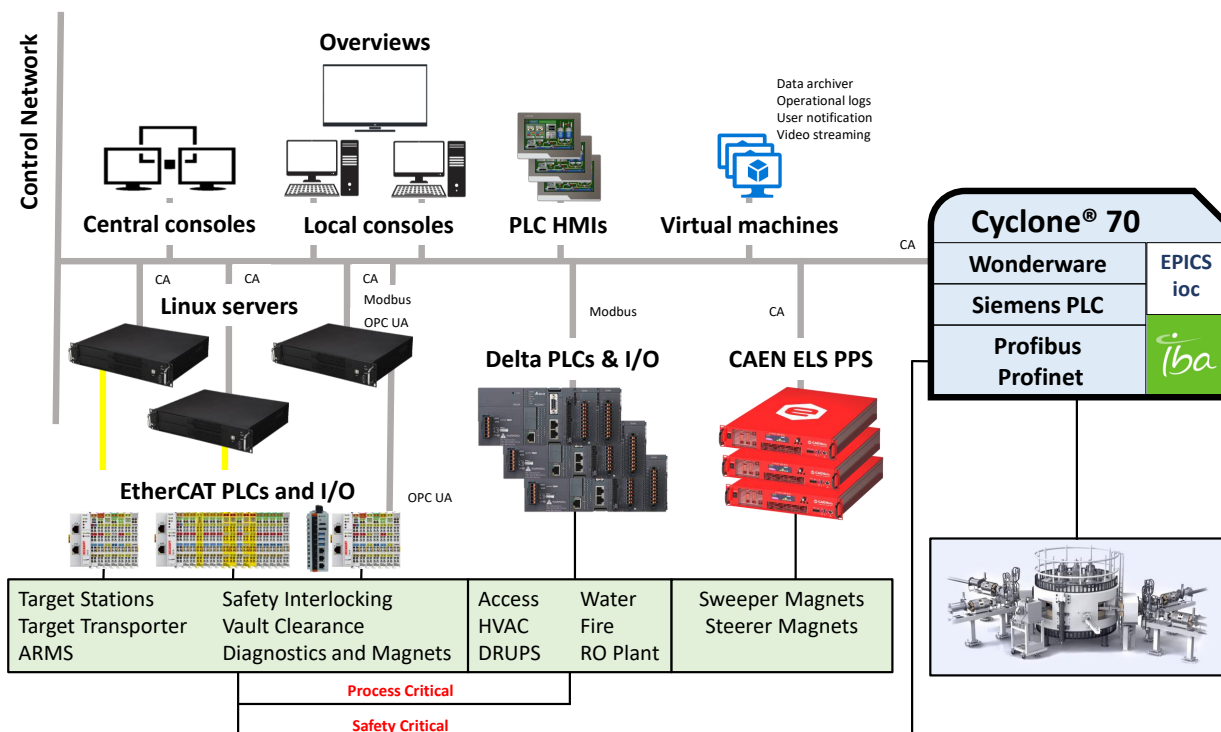 Control Network
Overviews
Data archiver
Operational logs
User notification
Video streaming
Central consoles
Local consoles
PLC HMIs
Virtual machines
CA
Cyclone® 70
Wonderware
EPICS
ioc
Siemens PLC
Profibus
Profinet
iba
CA
CA
CA
Modbus
OPC UA
Linux servers
Modbus
CA
Delta PLCs & I/O
CAEN ELS PPS
EtherCAT PLCs and I/O
OPC UA
Target Stations
Target Transporter
ARMS
Safety Interlocking
Vault Clearance
Diagnostics and Magnets
Access
HVAC
DRUPS
Water
Fire
RO Plant
Sweeper Magnets
Steerer Magnets
Process Critical
Safety Critical